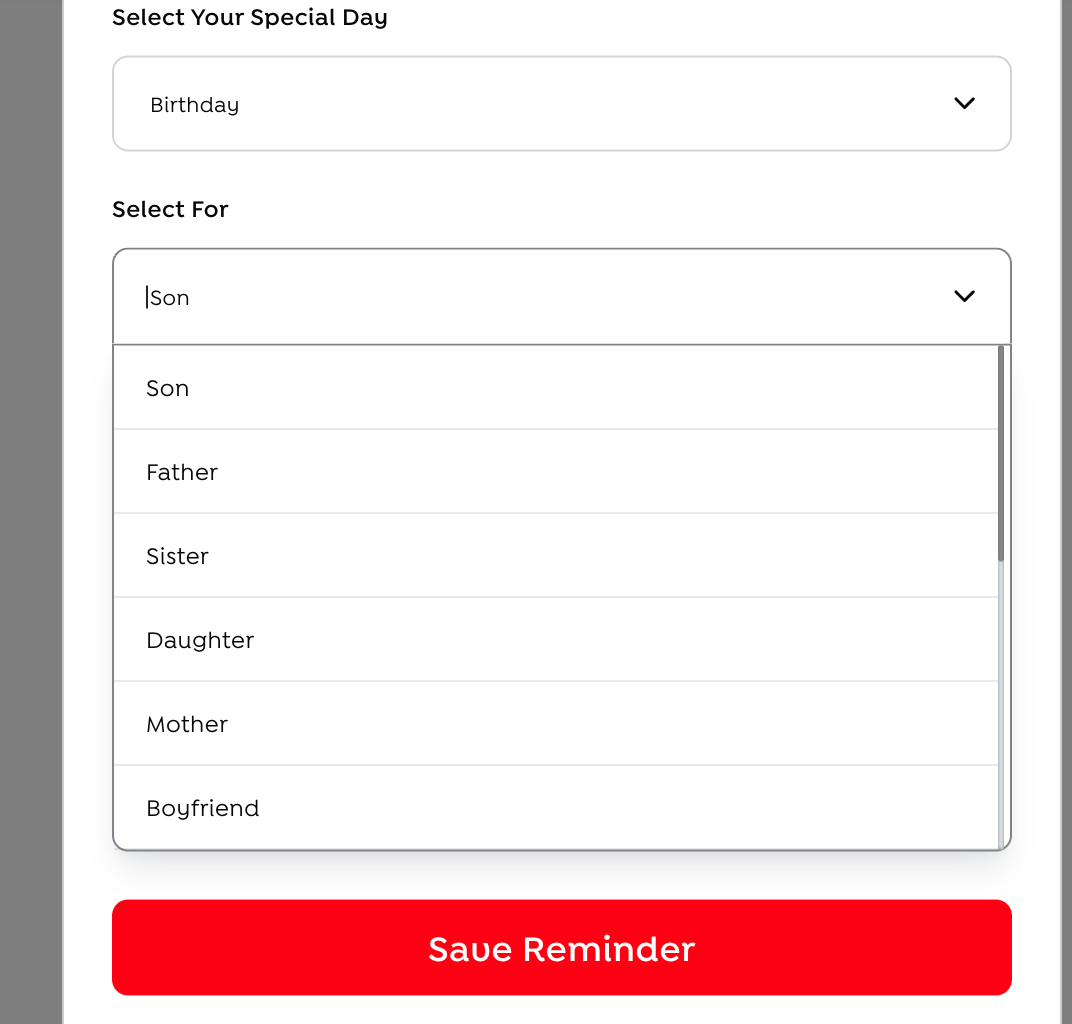 Select Your Special Day
Birthday
Select For
Son
Son
Father
Sister
Daughter
Mother
Boyfriend
Save Reminder